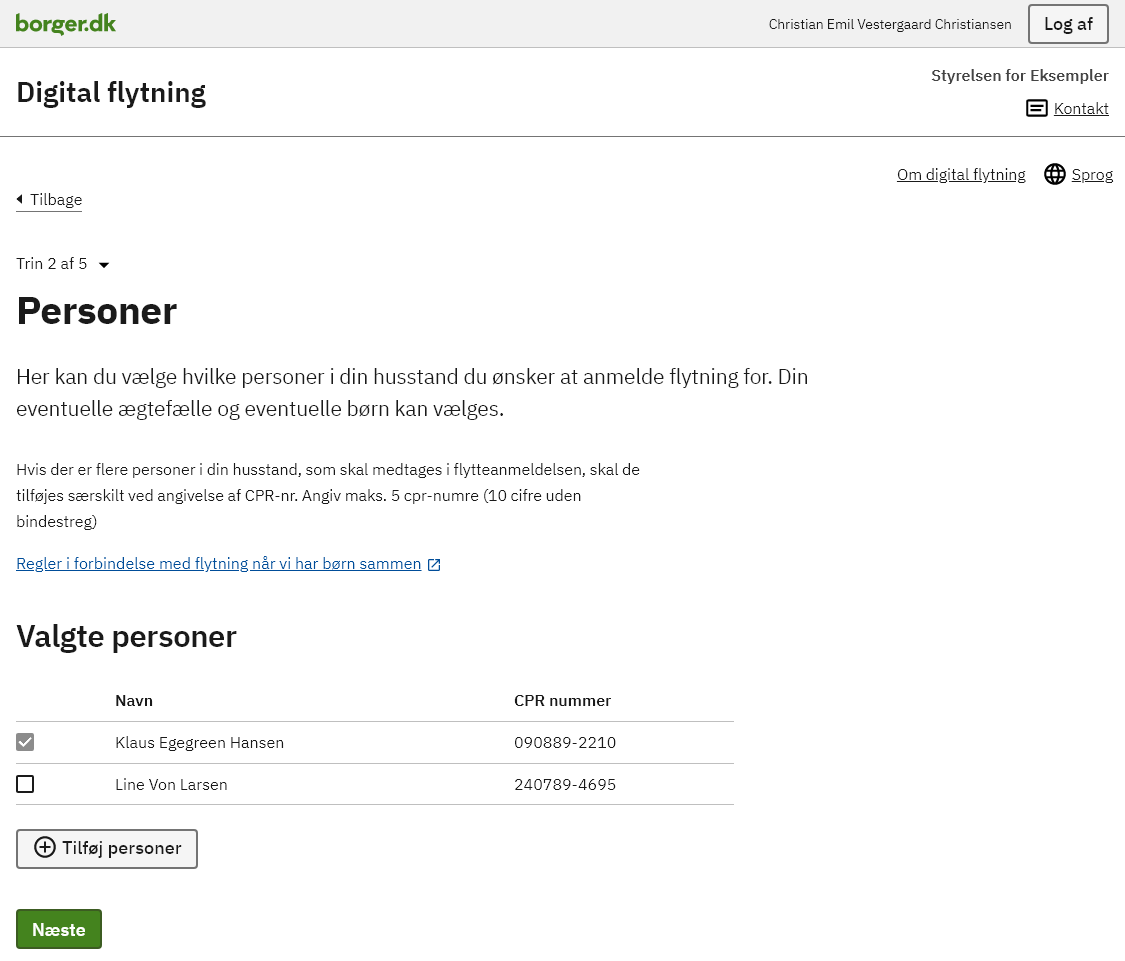 borger.dk
Christian Emil Vestergaard Christiansen
Log af
Digital flytning
Styrelsen for Eksempler
Kontakt
Om digital flytning
Sprog
Tilbage
Trin 2 af 5
Personer
Her kan du vælge hvilke personer i din husstand du ønsker at anmelde flytning for. Din
eventuelle ægtefælle og eventuelle børn kan vælges.
Hvis der er flere personer i din husstand, som skal medtages i flytteanmeldelsen, skal de
tilføjes særskilt ved angivelse af CPR-nr. Angiv maks. 5 cpr-numre (10 cifre uden
bindestreg)
Regler i forbindelse med flytning når vi har børn sammen
Valgte personer
Navn CPR nummer
Klaus Egegreen Hansen 090889-2210
Line Von Larsen 240789-4695
Tilføj personer
Næste